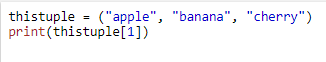 thistuple = ("apple", "banana", "cherry")
print(thistuple[1])